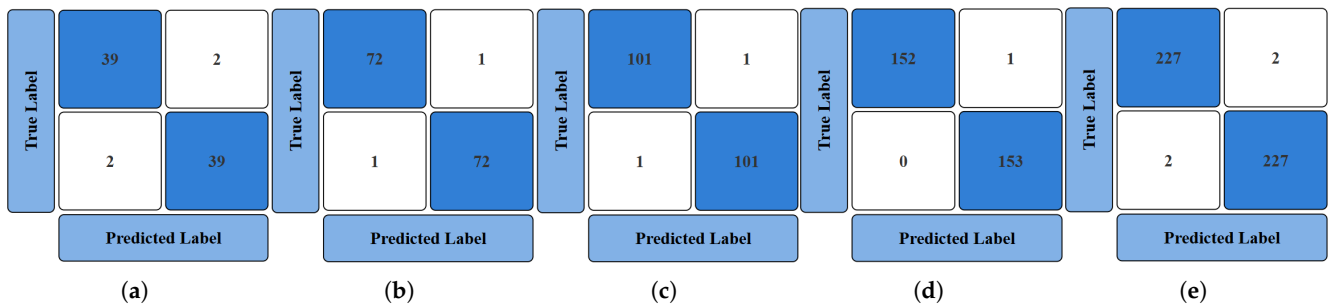 True Label
39 2
2 39
Predicted Label
(a)
True Label
72 1
1 72
Predicted Label
(b)
True Label
101 1
1 101
Predicted Label
(c)
True Label
152 1
0 153
Predicted Label
(d)
True Label
227 2
2 227
Predicted Label
(e)